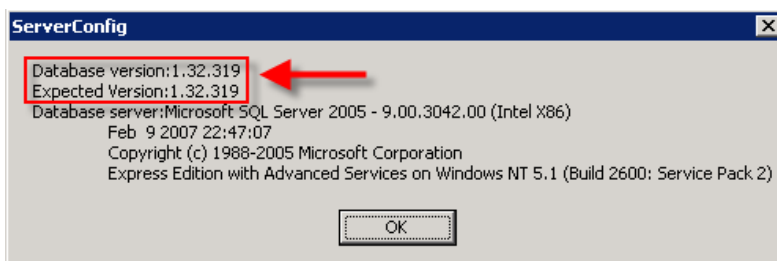 ServerConfig
Database version:1.32.319
Expected Version:1.32.319
Database server:Microsoft SQL Server 2005 - 9.00.3042.00 (Intel X86)
Feb 9 2007 22:47:07
Copyright (c) 1988-2005 Microsoft Corporation
Express Edition with Advanced Services on Windows NT 5.1 (Build 2600: Service Pack 2)
OK